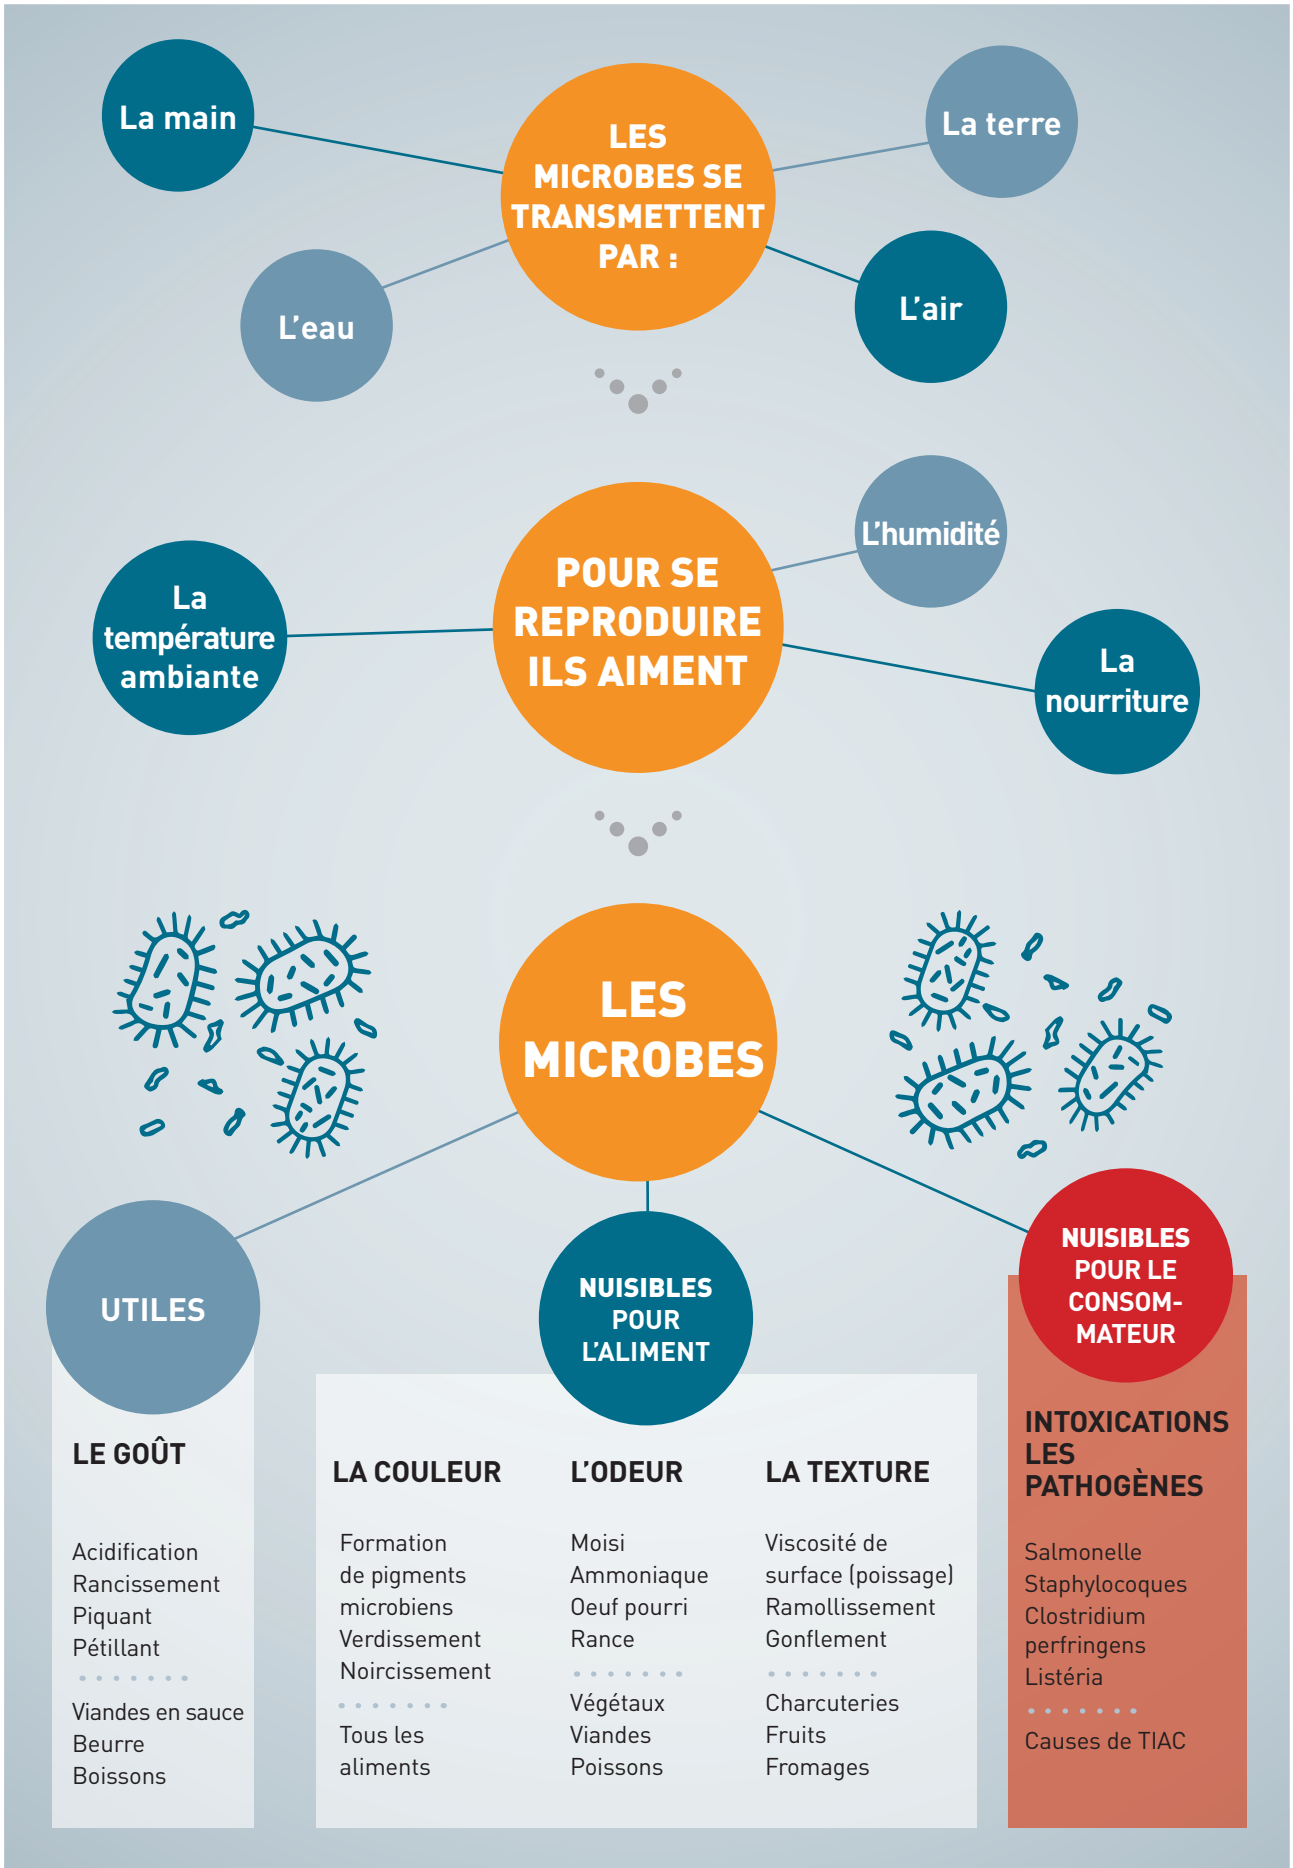 La main
LES
MICROBES SE
TRANSMETTENT
PAR :
La terre
L'eau
L'air
L'humidité
POUR SE
REPRODUIRE
ILS AIMENT
La
température
ambiante
La
nourriture
LES
MICROBES
UTILES
LE GOÛT
Acidification
Rancissement
Piquant
Pétillant
Viandes en sauce
Beurre
Boissons
NUISIBLES
POUR
L'ALIMENT
LA COULEUR
Formation
de pigments
microbiens
Verdissement
Noircissement
Tous les
aliments
L'ODEUR
Moisi
Ammoniaque
Oeuf pourri
Rance
Végétaux
Viandes
Poissons
LA TEXTURE
Viscosité de
surface (poissage)
Ramollissement
Gonflement
Charcuteries
Fruits
Fromages
NUISIBLES
POUR LE
CONSOM-
MATEUR
INTOXICATIONS
LES
PATHOGÈNES
Salmonelle
Staphylocoques
Clostridium
perfringens
Listéria
Causes de TIAC